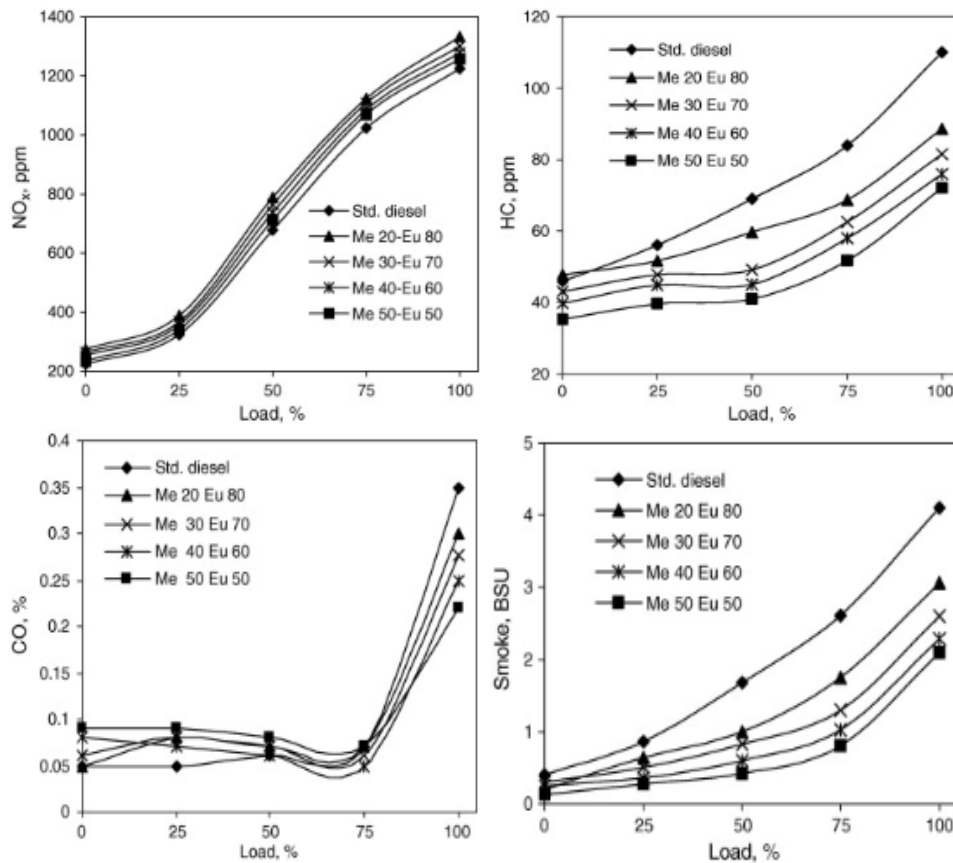 1400
1200
1000
800
600
400
200
NOx, ppm
Std. diesel
Me 20-Eu 80
Me 30-Eu 70
Me 40-Eu 60
Me 50-Eu 50
0 25 50 75 100
Load, %
120
100
80
60
40
20
HC, ppm
Std. diesel
Me 20 Eu 80
Me 30 Eu 70
Me 40 Eu 60
Me 50 Eu 50
0 25 50 75 100
Load, %
0.4
0.35
0.3
0.25
0.2
0.15
0.1
0.05
0
CO, %
Std. diesel
Me 20 Eu 80
Me 30 Eu 70
Me 40 Eu 60
Me 50 Eu 50
0 25 50 75 100
Load, %
5
4
3
2
1
0
Smoke, BSU
Std. diesel
Me 20 Eu 80
Me 30 Eu 70
Me 40 Eu 60
Me 50 Eu 50
0 25 50 75 100
Load, %